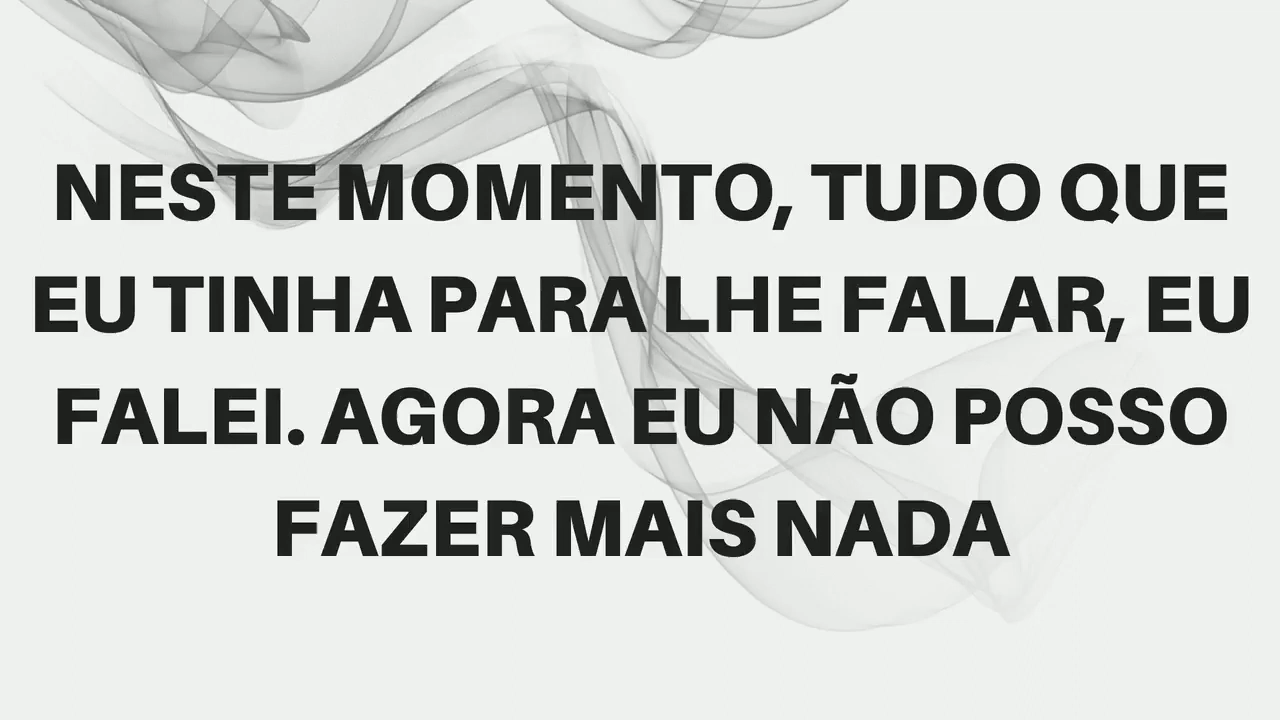 NESTE MOMENTO, TUDO QUE
EU TINHA PARA LHE FALAR, EU
FALEI. AGORA EU NÃO POSSO
FAZER MAIS NADA